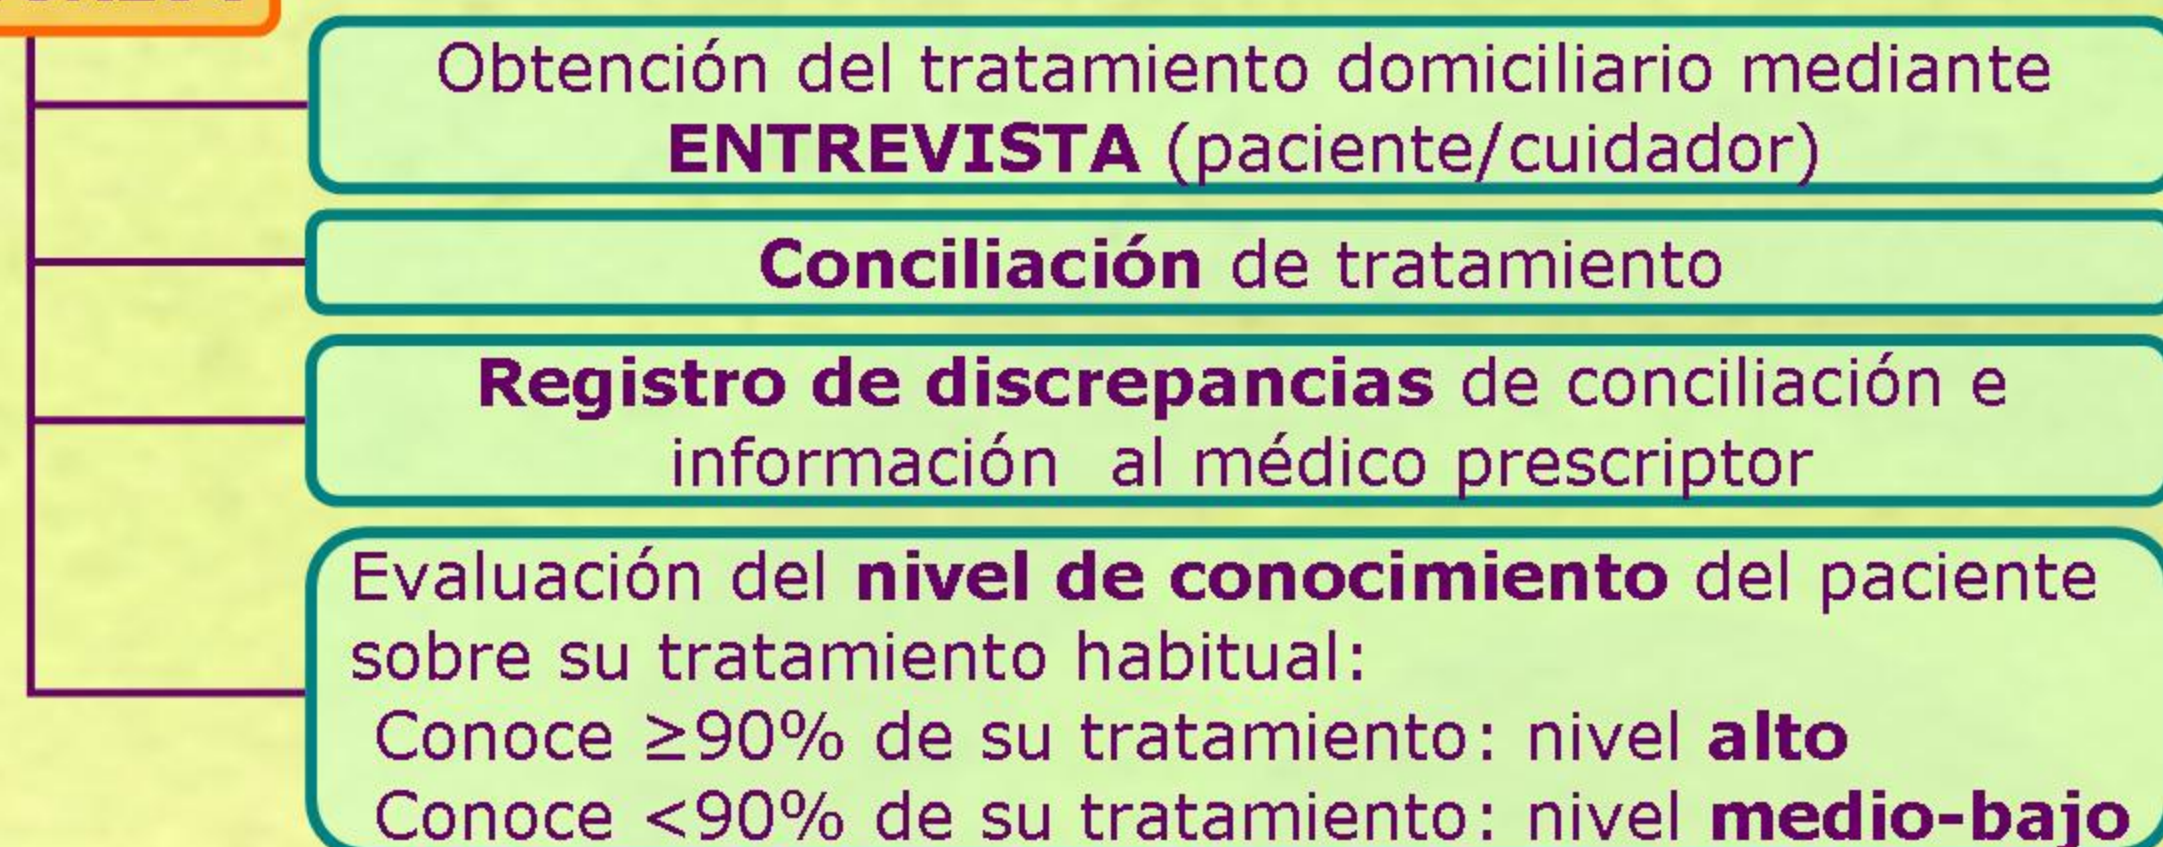 Obtención del tratamiento domiciliario mediante
ENTREVISTA (paciente/cuidador)
Conciliación de tratamiento
Registro de discrepancias de conciliación e
información al médico prescriptor
Evaluación del nivel de conocimiento del paciente
sobre su tratamiento habitual:
Conoce ≥90% de su tratamiento: nivel alto
Conoce <90% de su tratamiento: nivel medio-bajo